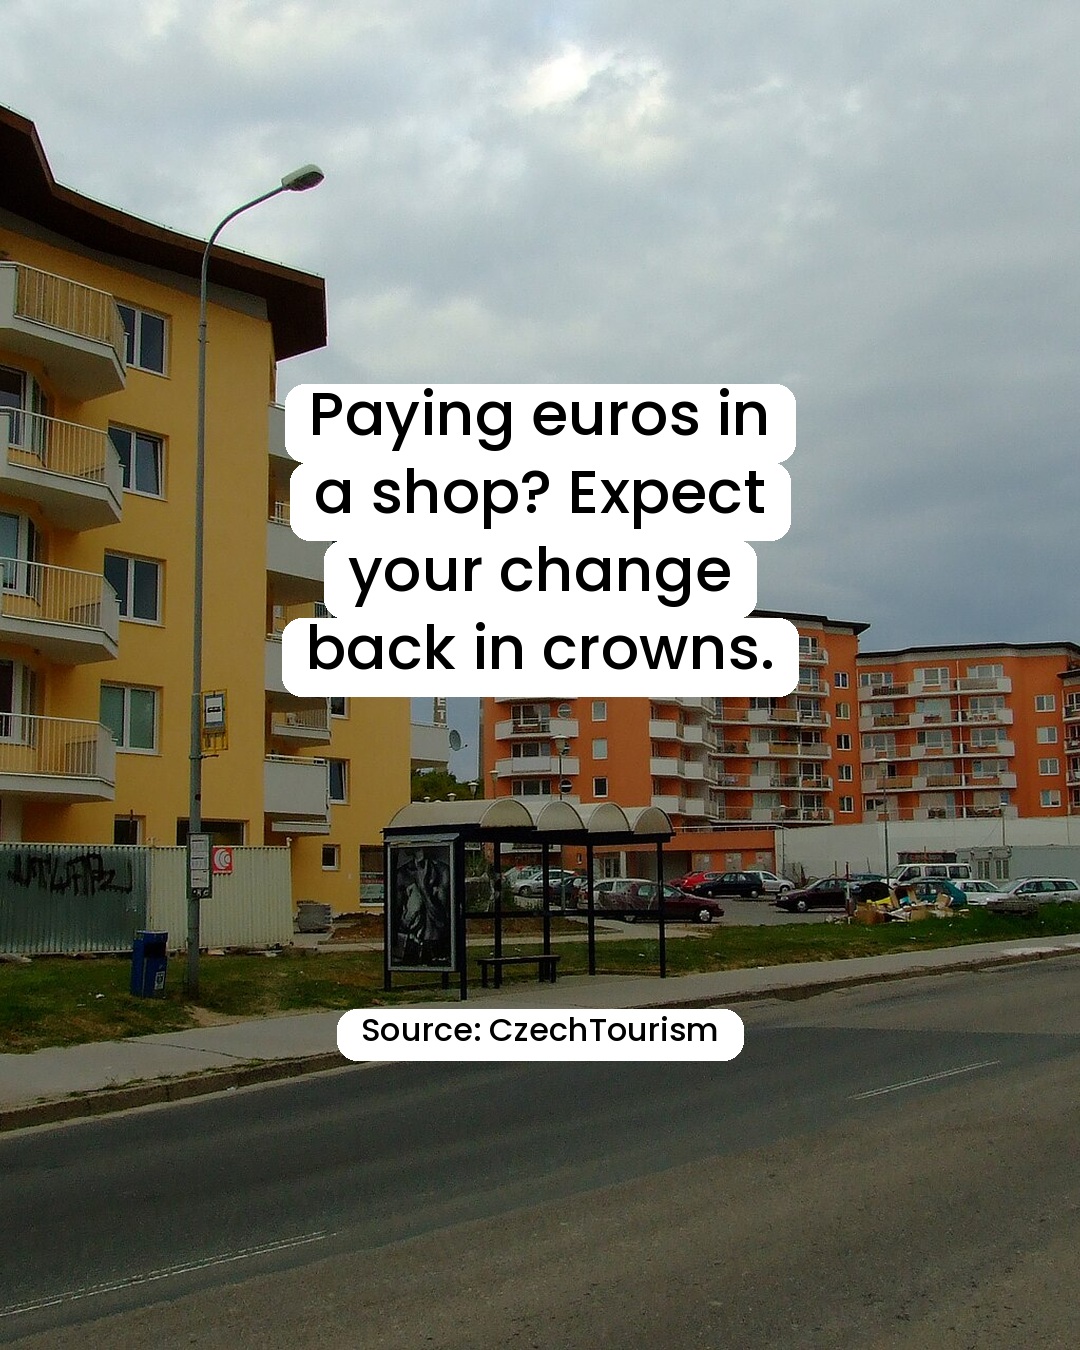 Paying euros in
a shop? Expect
your change
back in crowns.
Source: CzechTourism